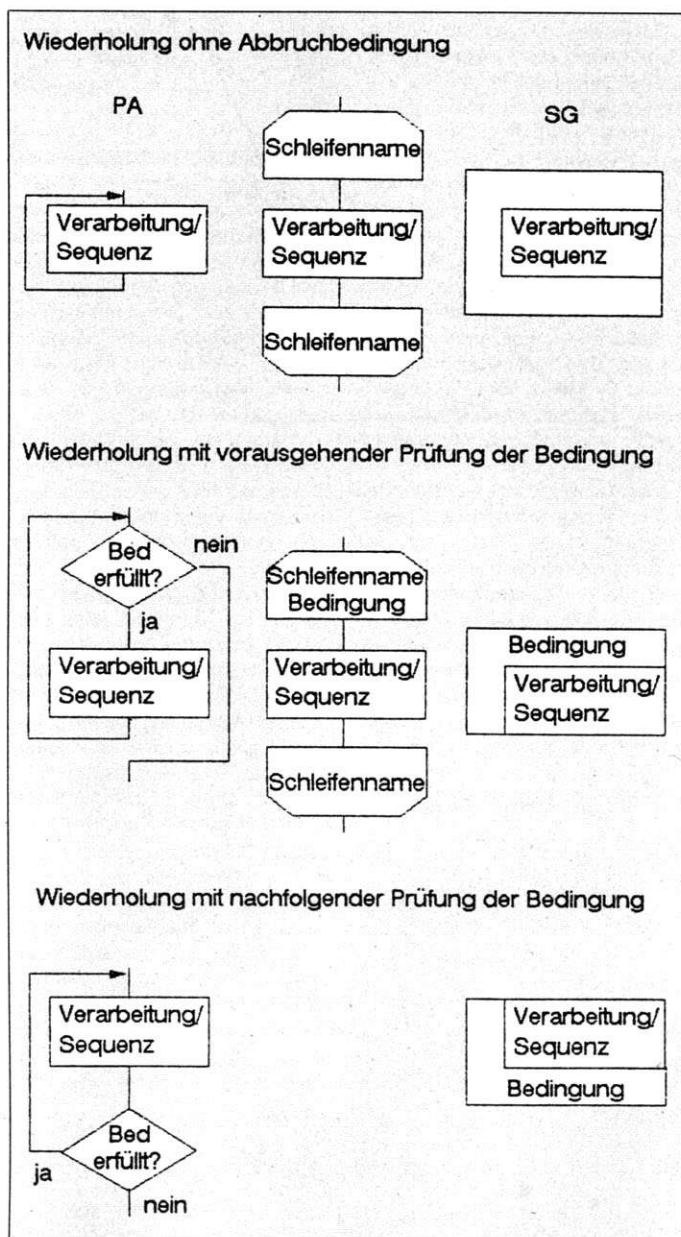 Wiederholung ohne Abbruchbedingung
PA
SG
Schleifenname
Verarbeitung/
Sequenz
Verarbeitung/
Sequenz
Verarbeitung/
Sequenz
Schleifenname
Wiederholung mit vorausgehender Prüfung der Bedingung
Bed
erfüllt?
nein
ja
Verarbeitung/
Sequenz
Schleifenname
Bedingung
Verarbeitung/
Sequenz
Schleifenname
Bedingung
Verarbeitung/
Sequenz
Wiederholung mit nachfolgender Prüfung der Bedingung
Verarbeitung/
Sequenz
Bed
erfüllt?
ja
nein
Verarbeitung/
Sequenz
Bedingung